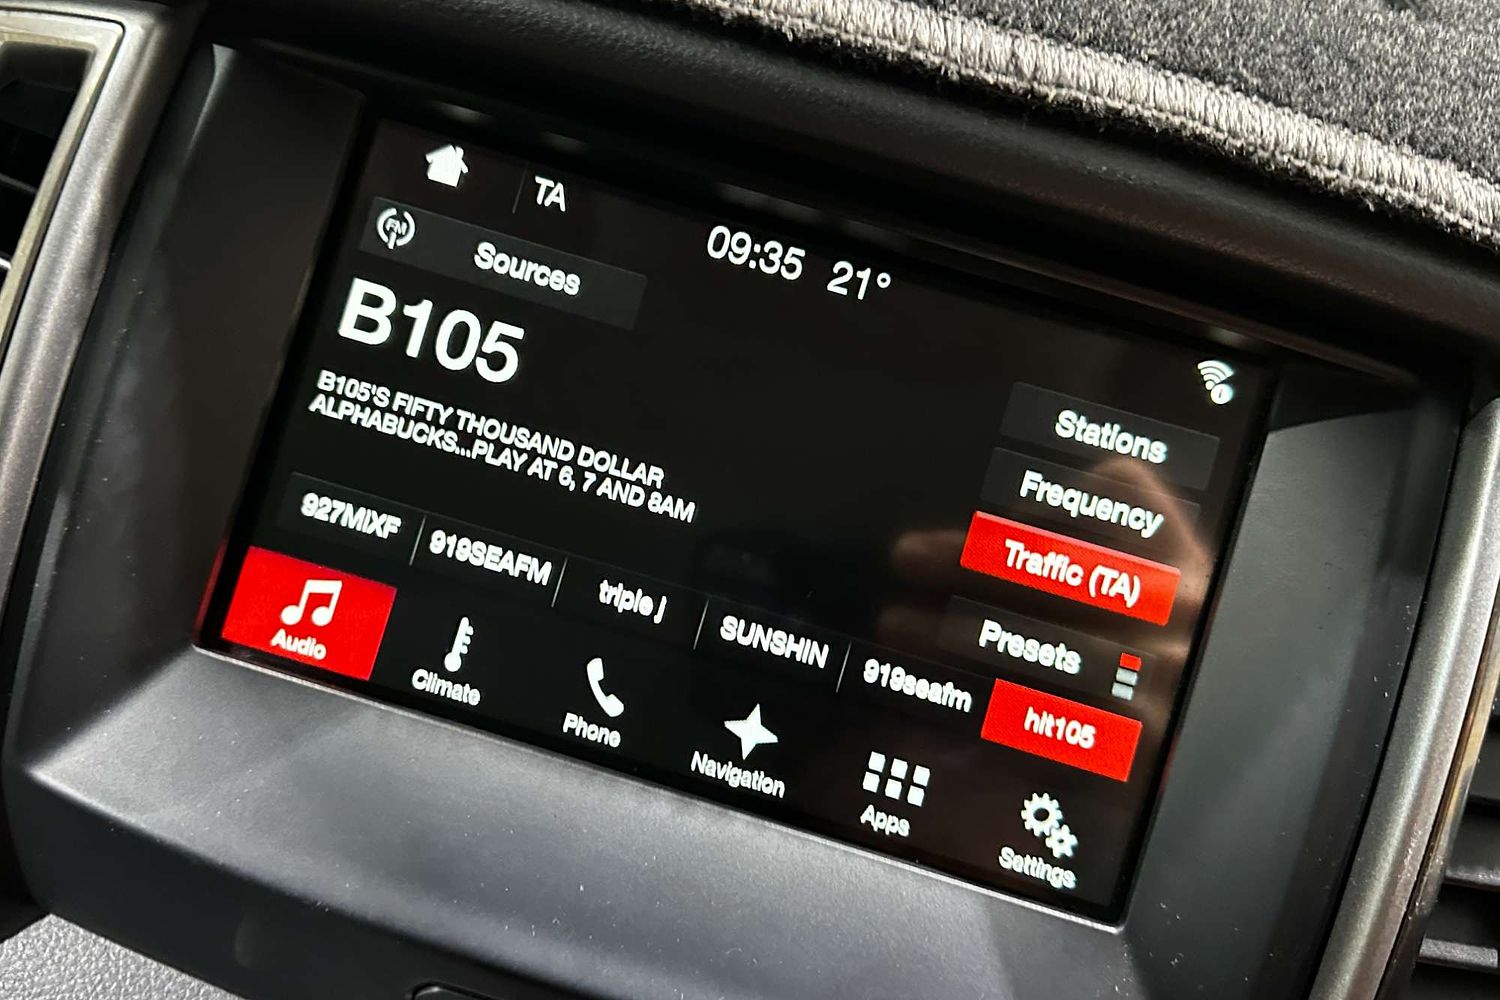 TA
09:35 21°
FM
Sources
B105
B105'S FIFTY THOUSAND DOLLAR
ALPHABUCKS...PLAY AT 6, 7 AND 8AM
Stations
Frequency
Traffic (TA)
Presets
927MIXF
919SEAFM
triple j
SUNSHIN
919seafm
hit105
Audio
Climate
Phone
Navigation
Apps
Settings